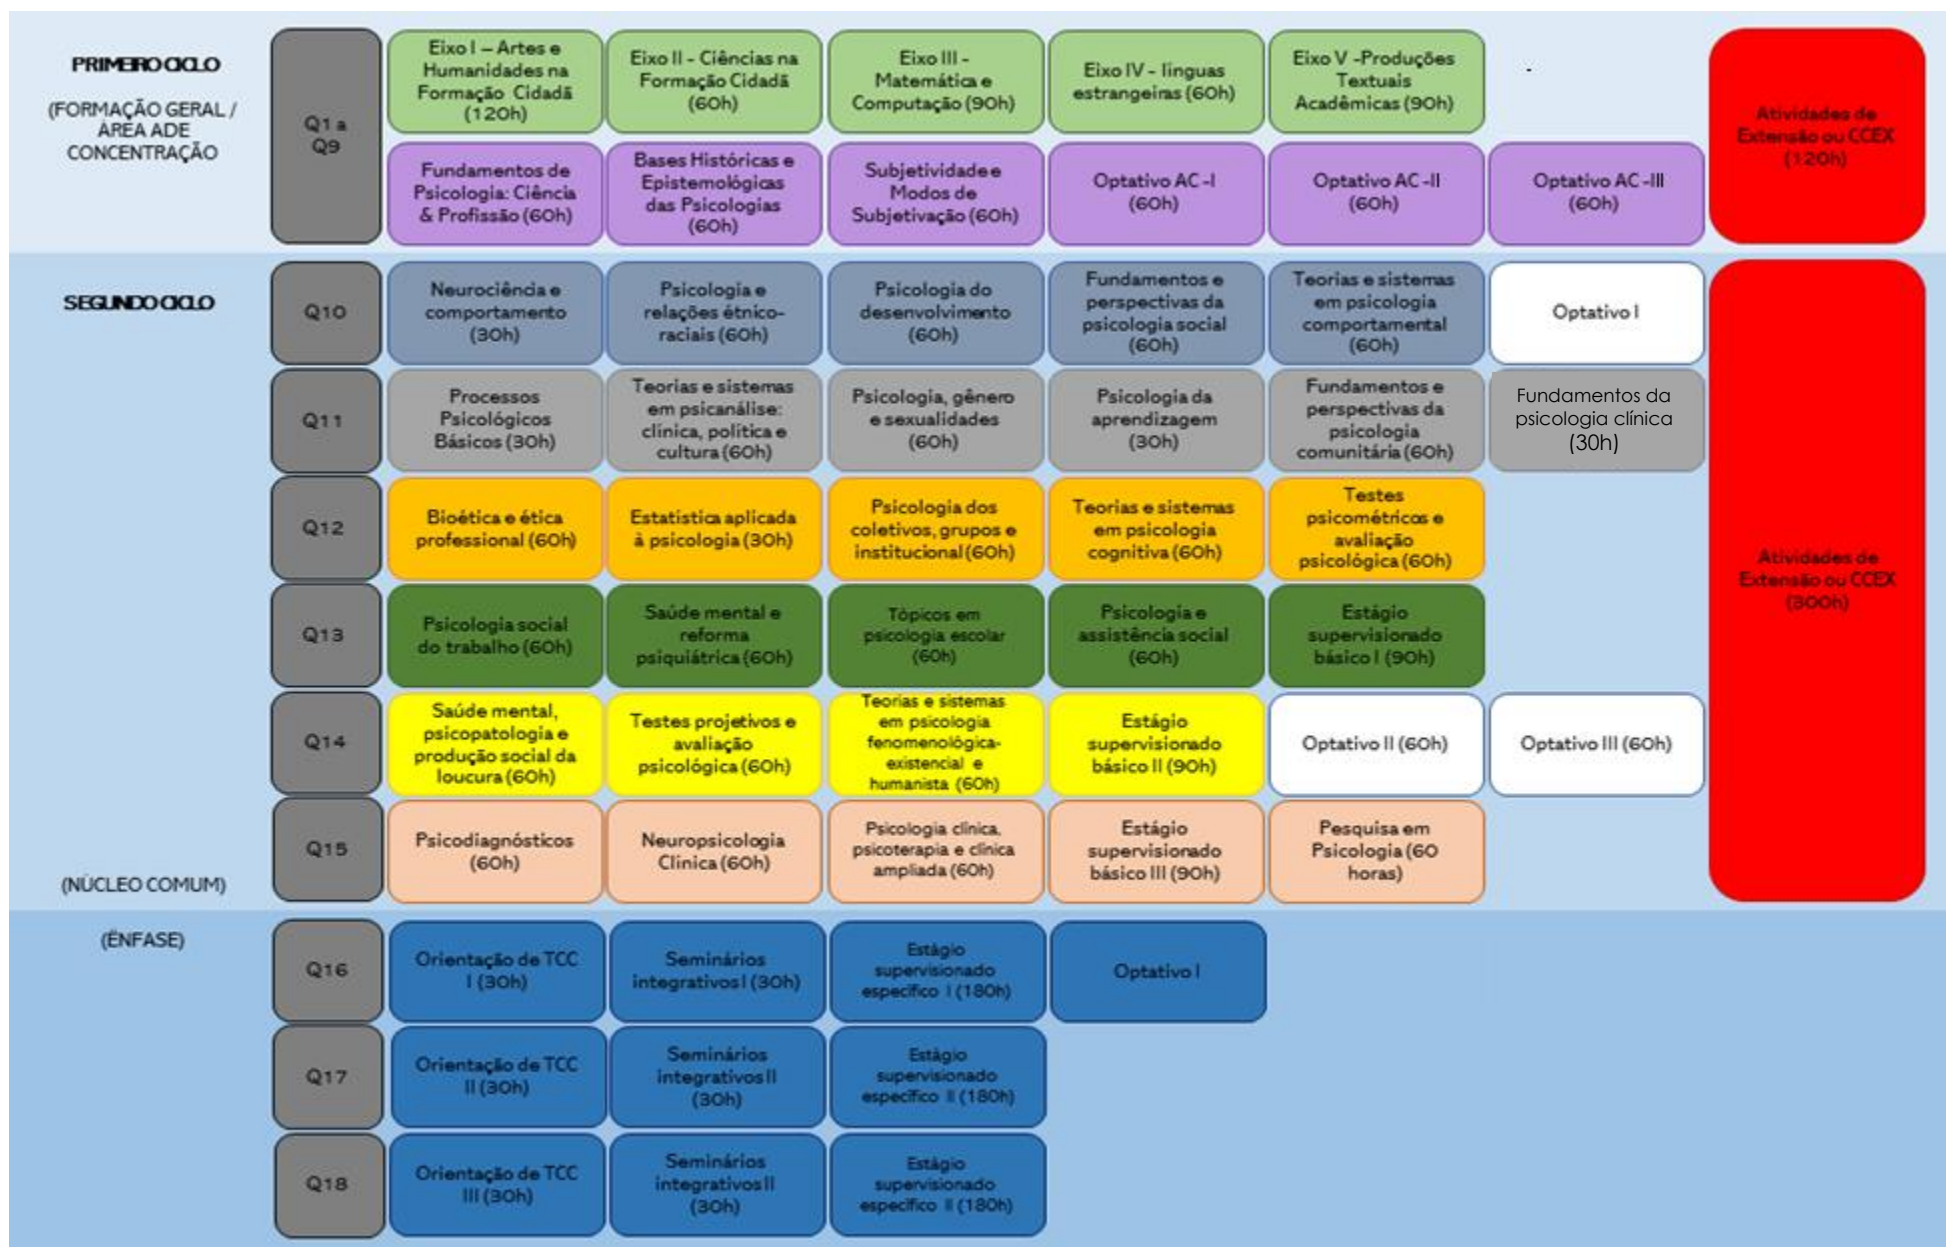 PRIMEIRO CICLO
(FORMAÇÃO GERAL /
ÁREA ADE
CONCENTRAÇÃO
Q1 a
Q9
Eixo I – Artes e
Humanidades na
Formação Cidadã
(120h)
Eixo II - Ciências na
Formação Cidadã
(60h)
Eixo III -
Matemática e
Computação (90h)
Eixo IV - línguas
estrangeiras (60h)
Eixo V -Produções
Textuais
Acadêmicas (90h)
.
Atividades de
Extensão ou CCEX
(120h)
Fundamentos de
Psicologia: Ciência
& Profissão (60h)
Bases Históricas e
Epistemológicas
das Psicologias
(60h)
Subjetividade e
Modos de
Subjetivação (60h)
Optativo AC -I
(60h)
Optativo AC -II
(60h)
Optativo AC -III
(60h)
SEGUNDO CICLO
Q10
Neurociência e
comportamento
(30h)
Psicologia e
relações étnico-
raciais (60h)
Psicologia do
desenvolvimento
(60h)
Fundamentos e
perspectivas da
psicologia social
(60h)
Teorias e sistemas
em psicologia
comportamental
(60h)
Optativo I
Q11
Processos
Psicológicos
Básicos (30h)
Teorias e sistemas
em psicanálise:
clínica, política e
cultura (60h)
Psicologia, gênero
e sexualidades
(60h)
Psicologia da
aprendizagem
(30h)
Fundamentos e
perspectivas da
psicologia
comunitária (60h)
Fundamentos da
psicologia clínica
(30h)
Q12
Bioética e ética
professional (60h)
Estatística aplicada
à psicologia (30h)
Psicologia dos
coletivos, grupos e
institucional (60h)
Teorias e sistemas
em psicologia
cognitiva (60h)
Testes
psicométricos e
avaliação
psicológica (60h)
Atividades de
Extensão ou CCEX
(300h)
Q13
Psicologia social
do trabalho (60h)
Saúde mental e
reforma
psiquiátrica (60h)
Tópicos em
psicologia escolar
(60h)
Psicologia e
assistência social
(60h)
Estágio
supervisionado
básico I (90h)
Q14
Saúde mental,
psicopatologia e
produção social da
loucura (60h)
Testes projetivos e
avaliação
psicológica (60h)
Teorias e sistemas
em psicologia
fenomenológica-
existencial e
humanista (60h)
Estágio
supervisionado
básico II (90h)
Optativo II (60h)
Optativo III (60h)
Q15
Psicodiagnósticos
(60h)
Neuropsicologia
Clínica (60h)
Psicologia clínica,
psicoterapia e clínica
ampliada (60h)
Estágio
supervisionado
básico III (90h)
Pesquisa em
Psicologia (60
horas)
(NÚCLEO COMUM)
(ÊNFASE)
Q16
Orientação de TCC
I (30h)
Seminários
integrativos I (30h)
Estágio
supervisionado
específico I (180h)
Optativo I
Q17
Orientação de TCC
II (30h)
Seminários
integrativos II
(30h)
Estágio
supervisionado
específico II (180h)
Q18
Orientação de TCC
III (30h)
Seminários
integrativos II
(30h)
Estágio
supervisionado
específico II (180h)